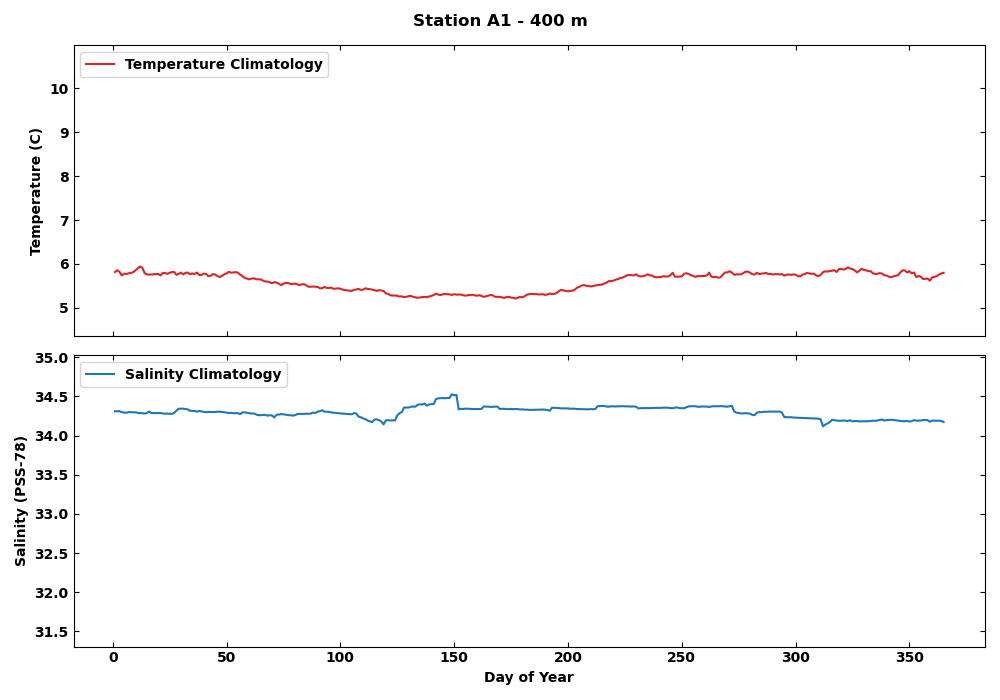 Station A1 - 400 m
Temperature Climatology
10
9
8
7
6
5
Temperature (C)
Salinity Climatology
35.0
34.5
34.0
33.5
33.0
32.5
32.0
31.5
Salinity (PSS-78)
0 50 100 150 200 250 300 350
Day of Year